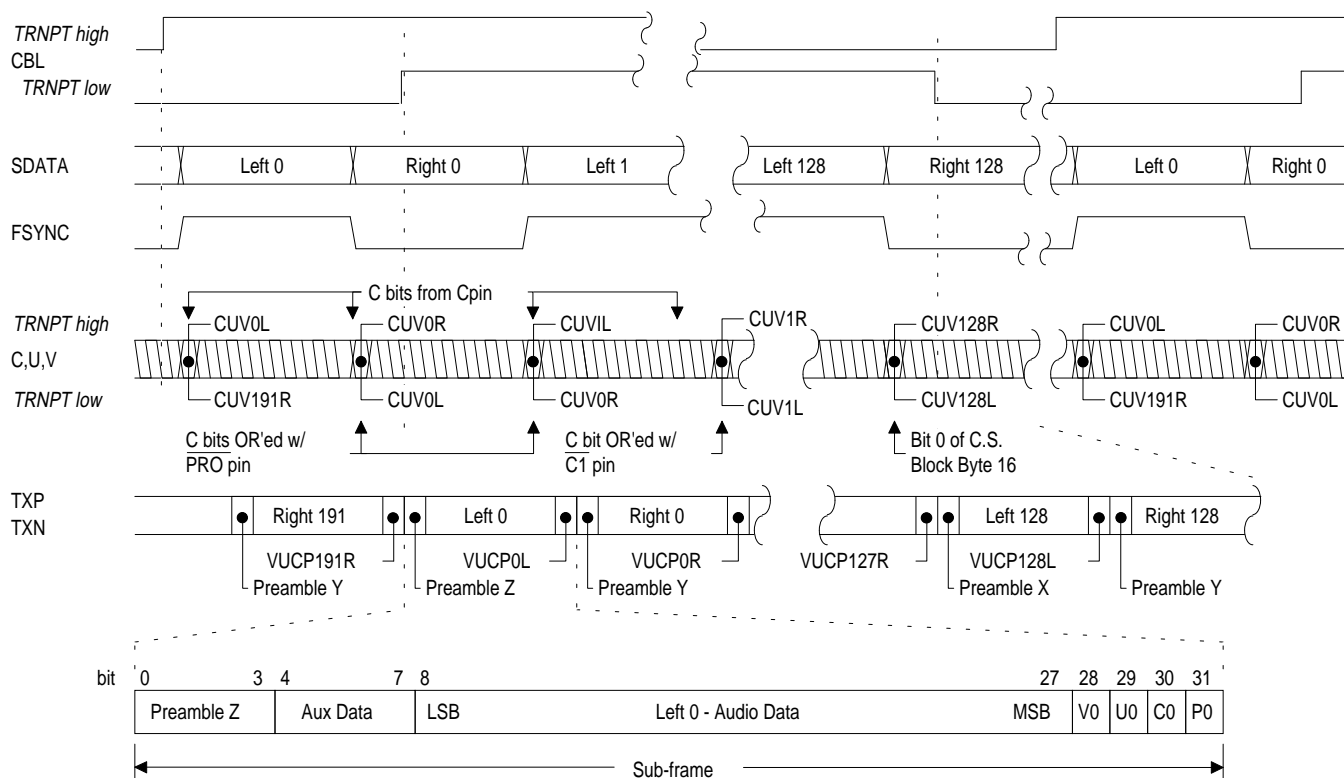 TRNPT high
CBL
TRNPT low
SDATA
Left 0
Right 0
Left 1
Left 128
Right 128
Left 0
Right 0
FSYNC
C bits from Cpin
TRNPT high
CUV0L
CUV0R
CUVIL
CUV1R
CUV128R
CUV0L
CUV0R
C,U,V
TRNPT low
CUV191R
CUV0L
CUV0R
CUV1L
CUV128L
CUV191R
CUV0L
C bits OR'ed w/
PRO pin
C bit OR'ed w/
C1 pin
Bit 0 of C.S.
Block Byte 16
TXP
TXN
Right 191
Left 0
Right 0
Left 128
Right 128
VUCP191R
VUCP0L
VUCP0R
VUCP127R
VUCP128L
Preamble Y
Preamble Z
Preamble Y
Preamble X
Preamble Y
bit 0 3 4 7 8 27 28 29 30 31
Preamble Z Aux Data LSB Left 0 - Audio Data MSB V0 U0 C0 P0
Sub-frame